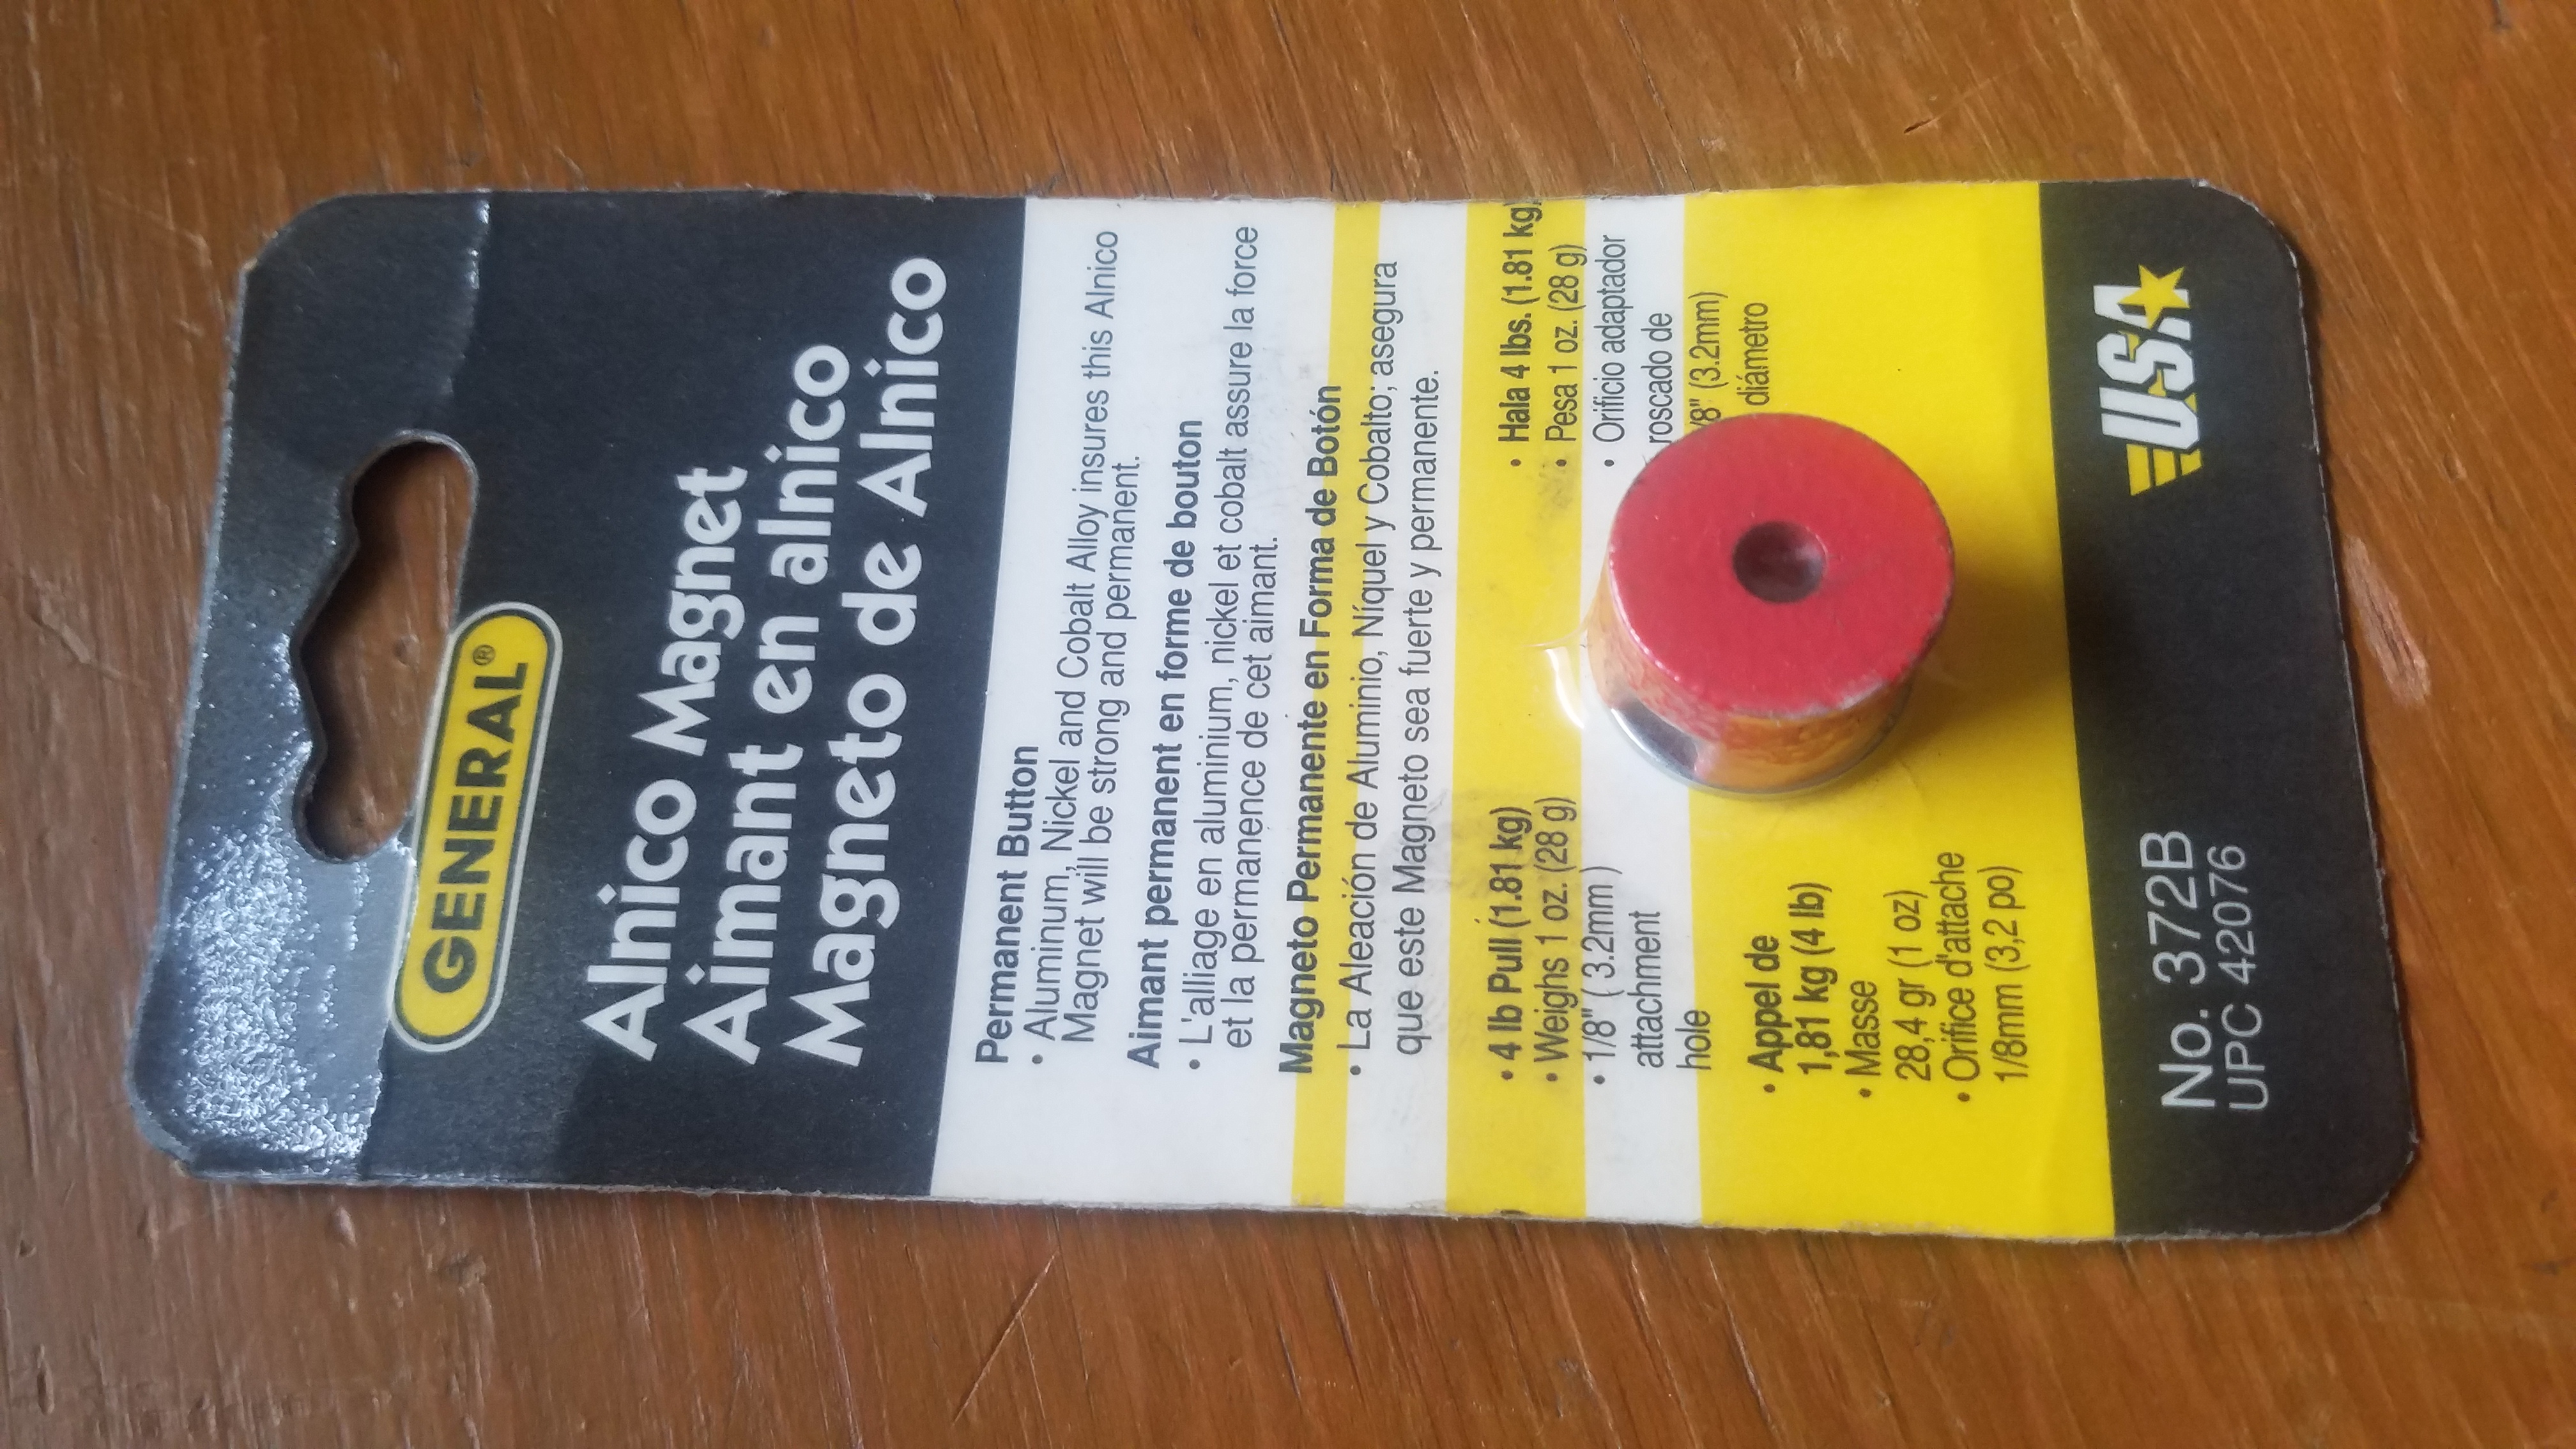 GENERAL®
Alnico Magnet
Aimant en alnico
Magneto de Alnico
Permanent Button
• Aluminum, Nickel and Cobalt Alloy insures this Alnico
Magnet will be strong and permanent.
Aimant permanent en forme de bouton
• L'alliage en aluminium, nickel et cobalt assure la force
et la permanence de cet aimant.
Magneto Permanente en Forma de Botón
• La Aleación de Aluminio, Níquel y Cobalto; asegura
que este Magneto sea fuerte y permanente.
• 4 lb Pull (1.81 kg)
• Weighs 1 oz. (28 g)
• 1/8" ( 3.2mm )
attachment
hole
• Appel de
1,81 kg (4 lb)
• Masse
28,4 gr (1 oz)
• Orifice d'attache
1/8mm (3,2 po)
• Hala 4 lbs. (1.81 kg)
• Pesa 1 oz. (28 g)
• Orificio adaptador
roscado de
/8" (3.2mm)
diámetro
No. 372B
UPC 42076
USA